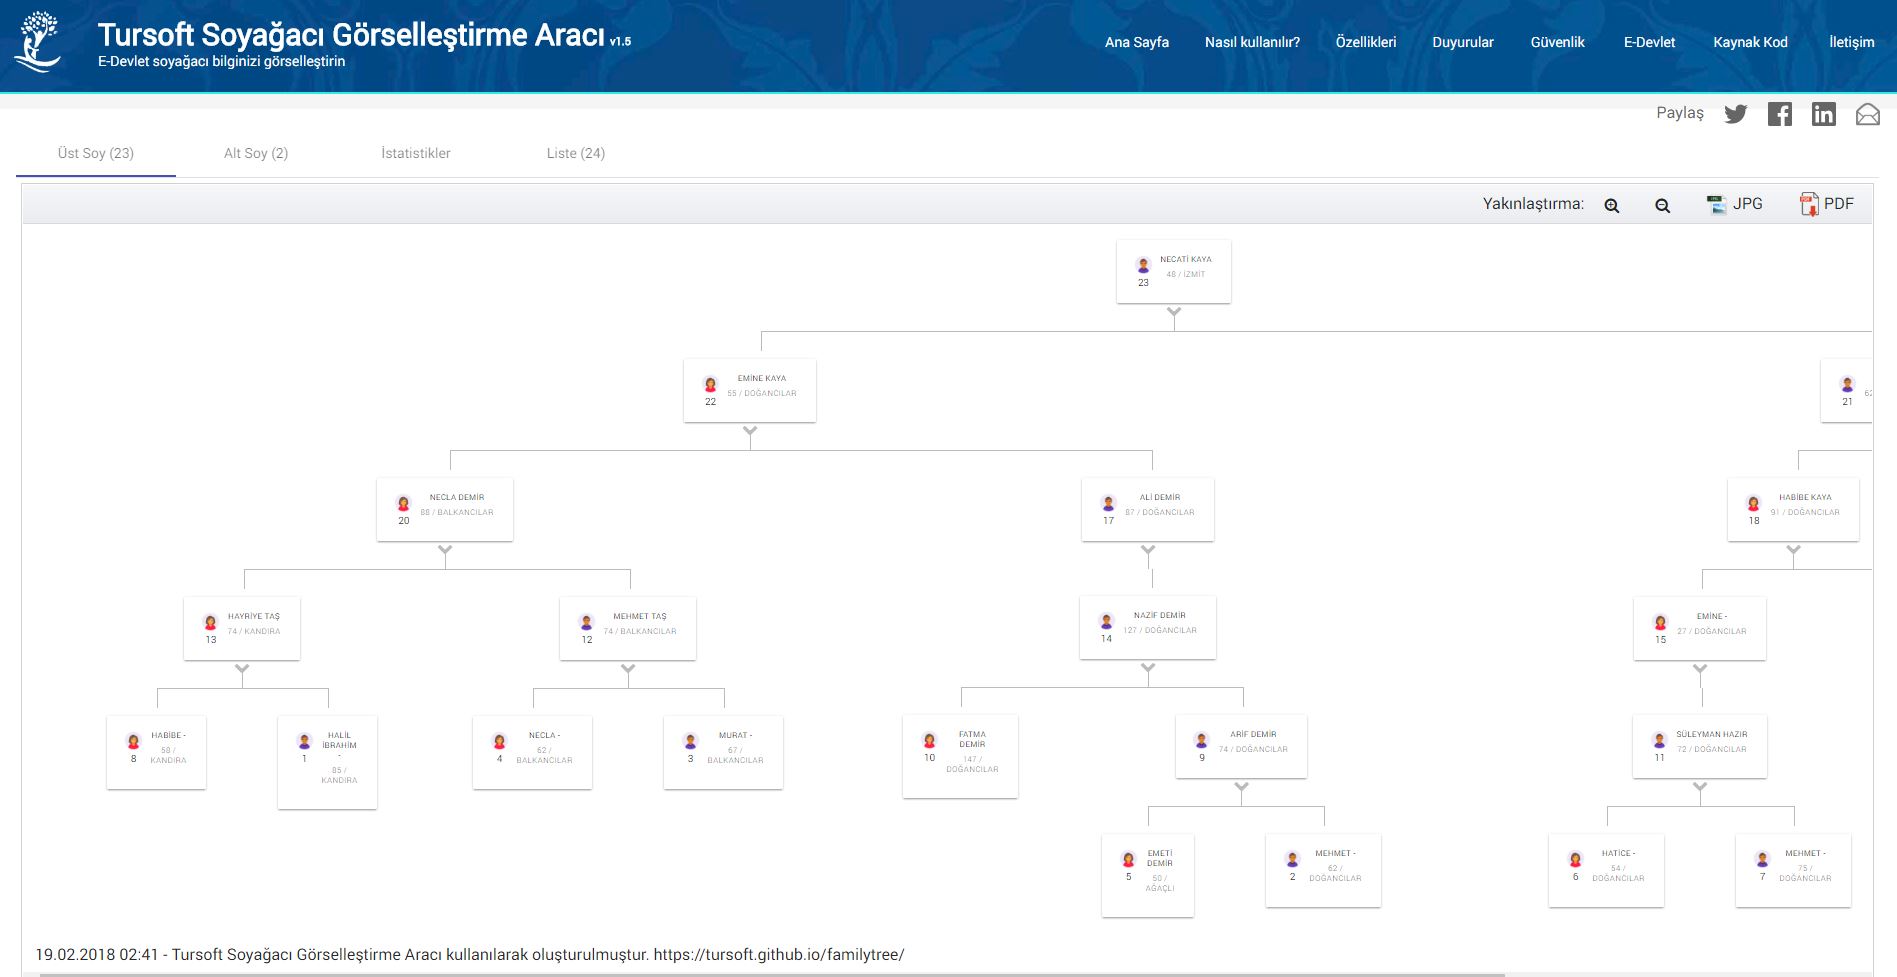 Tursoft Soyağacı Görselleştirme Aracı v1.5
E-Devlet soyağacı bilginizi görselleştirin
Ana Sayfa
Nasıl kullanılır?
Özellikleri
Duyurular
Güvenlik
E-Devlet
Kaynak Kod
İletişim
Paylaş
Üst Soy (23)
Alt Soy (2)
İstatistikler
Liste (24)
Yakınlaştırma:
JPG
PDF
NECATİ KAYA
48 / İZMİT
23
EMİNE KAYA
55 / DOĞANCILAR
22
21
62
NECLA DEMİR
88 / BALKANCILAR
20
ALİ DEMİR
87 / DOĞANCILAR
17
HABİBE KAYA
91 / DOĞANCILAR
18
HAYRİYE TAŞ
74 / KANDIRA
13
MEHMET TAŞ
74 / BALKANCILAR
12
NAZİF DEMİR
127 / DOĞANCILAR
14
EMİNE -
27 / DOĞANCILAR
15
HABİBE -
58 /
KANDIRA
8
HALİL
İBRAHİM
-
85 /
KANDIRA
1
NECLA -
62 /
BALKANCILAR
4
MURAT -
67 /
BALKANCILAR
3
FATMA
DEMİR
147 /
DOĞANCILAR
10
ARİF DEMİR
74 / DOĞANCILAR
9
SÜLEYMAN HAZIR
72 / DOĞANCILAR
11
EMETİ
DEMİR
50 /
AĞAÇLI
5
MEHMET -
62 /
DOĞANCILAR
2
HATİCE -
54 /
DOĞANCILAR
6
MEHMET -
75 /
DOĞANCILAR
7
19.02.2018 02:41 - Tursoft Soyağacı Görselleştirme Aracı kullanılarak oluşturulmuştur. https://tursoft.github.io/familytree/